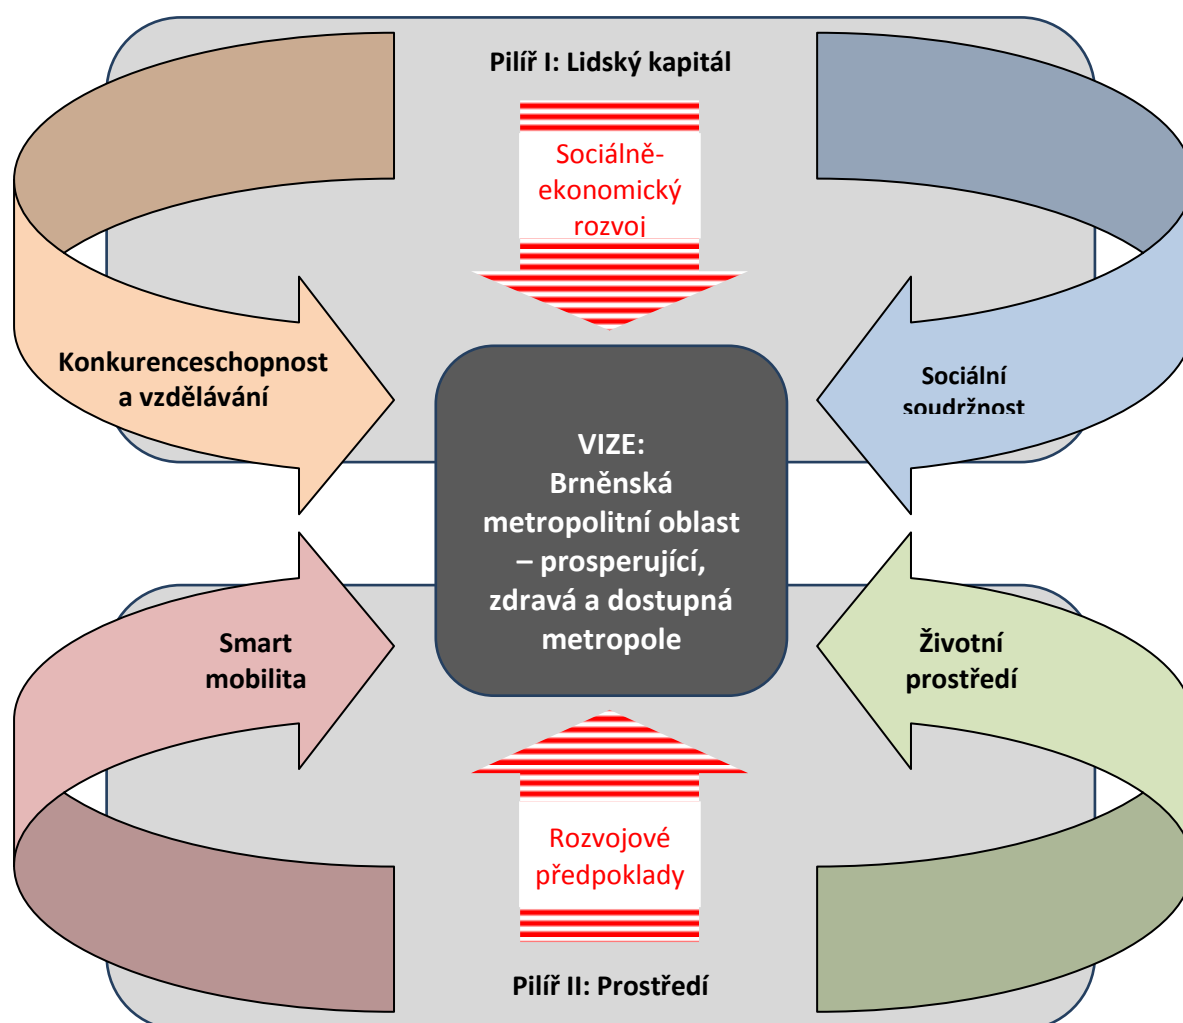 Pilíř I: Lidský kapitál
Sociálně-
ekonomický
rozvoj
Konkurenceschopnost
a vzdělávání
Sociální
soudržnost
VIZE:
Brněnská
metropolitní oblast
– prosperující,
zdravá a dostupná
metropole
Smart
mobilita
Životní
prostředí
Rozvojové
předpoklady
Pilíř II: Prostředí